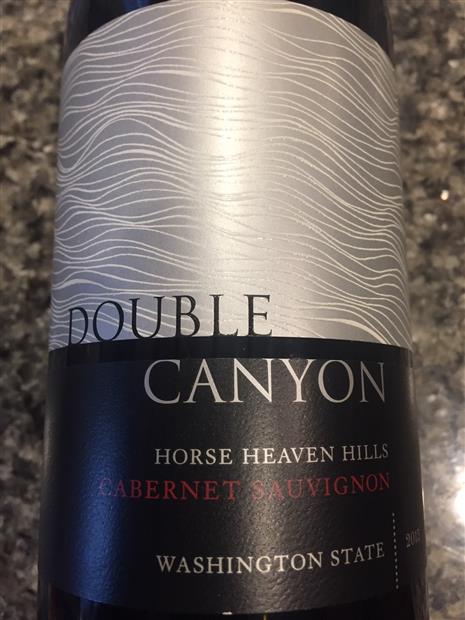 DOUBLE
CANYON
HORSE HEAVEN HILLS
CABERNET SAUVIGNON
WASHINGTON STATE